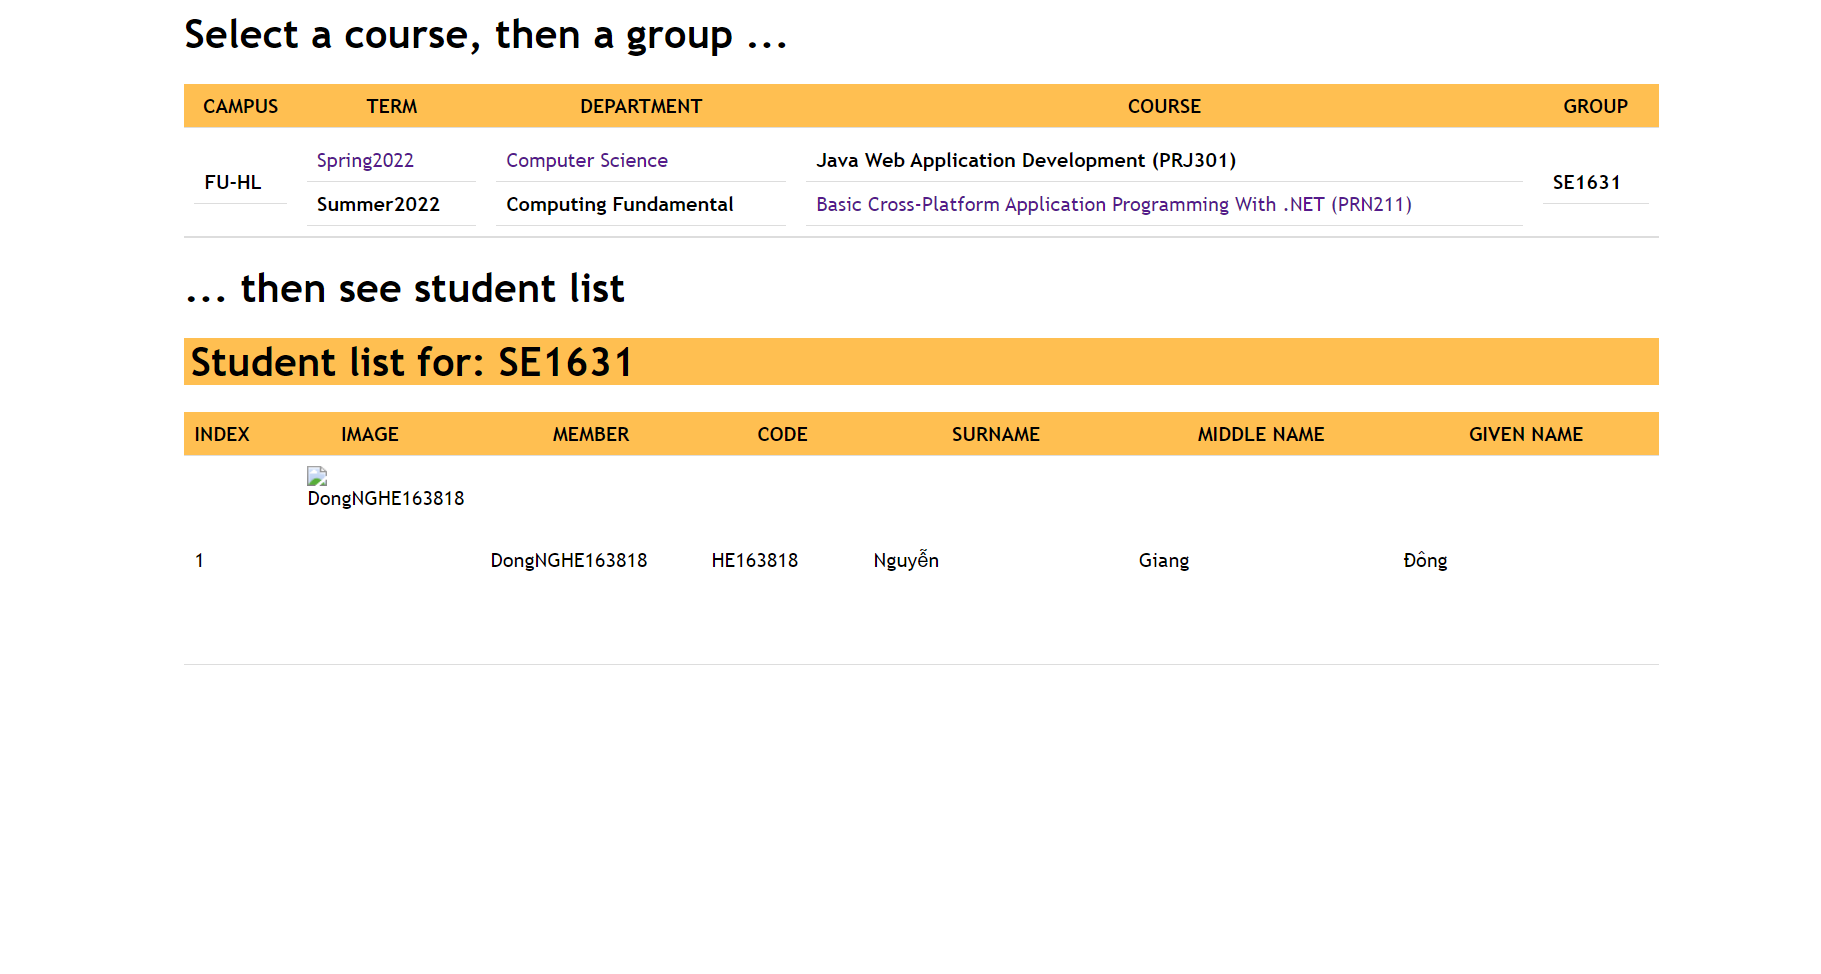 Select a course, then a group ...
CAMPUS TERM DEPARTMENT COURSE GROUP
FU-HL
Spring2022
Summer2022
Computer Science
Computing Fundamental
Java Web Application Development (PRJ301)
Basic Cross-Platform Application Programming With .NET (PRN211)
SE1631
... then see student list
Student list for: SE1631
INDEX IMAGE MEMBER CODE SURNAME MIDDLE NAME GIVEN NAME
DongNGHE163818
1 DongNGHE163818 HE163818 Nguyễn Giang Đông